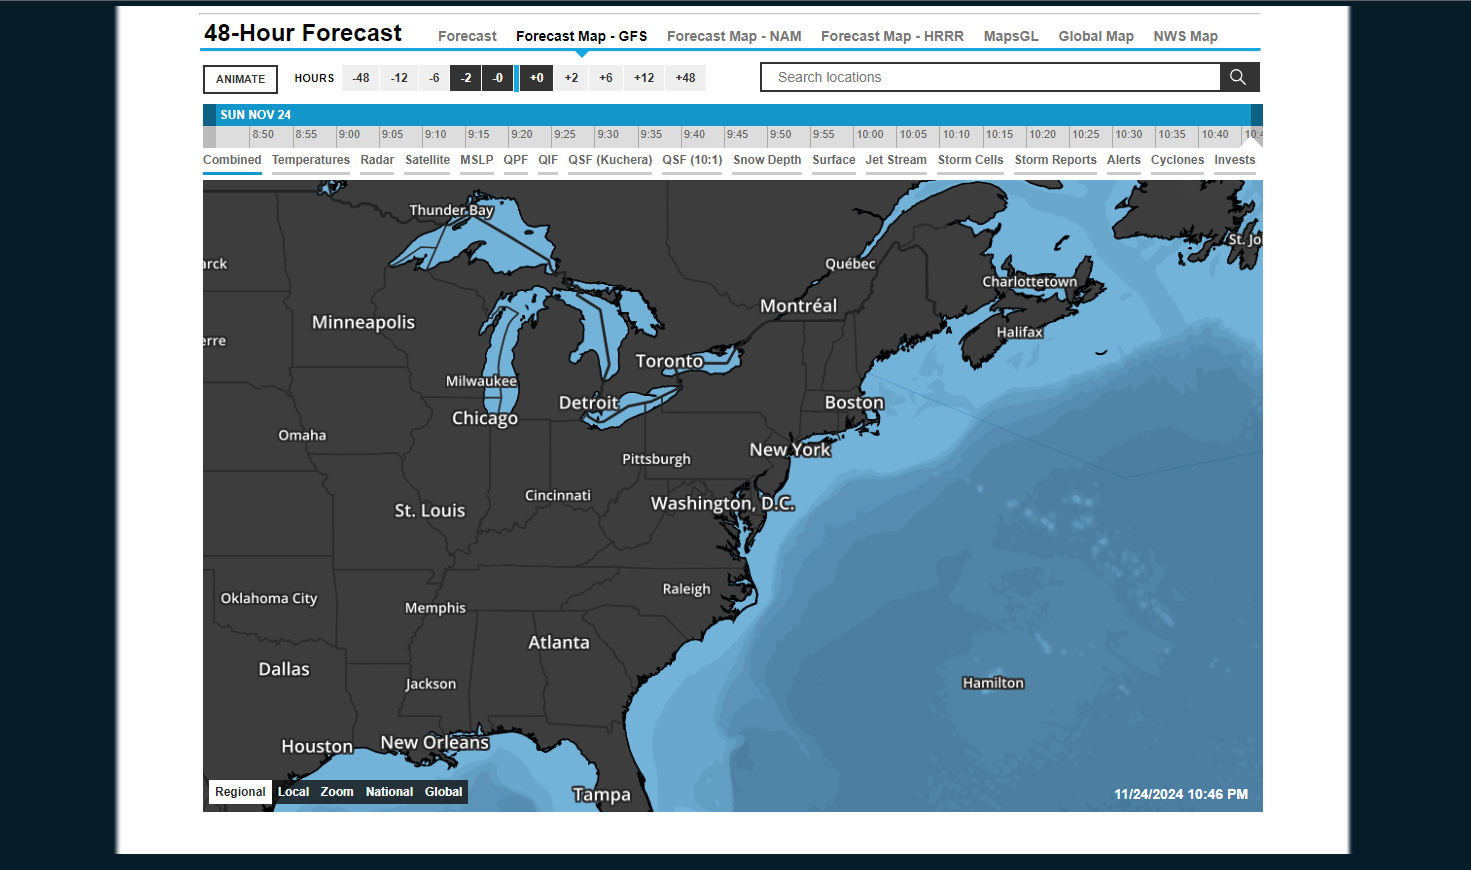 48-Hour Forecast
Forecast Forecast Map - GFS Forecast Map - NAM Forecast Map - HRRR MapsGL Global Map NWS Map
ANIMATE HOURS -48 -12 -6 -2 -0 +0 +2 +6 +12 +48 Search locations
SUN NOV 24
8:50 8:55 9:00 9:05 9:10 9:15 9:20 9:25 9:30 9:35 9:40 9:45 9:50 9:55 10:00 10:05 10:10 10:15 10:20 10:25 10:30 10:35 10:40 10:4
Combined Temperatures Radar Satellite MSLP QPF QIF QSF (Kuchera) QSF (10:1) Snow Depth Surface Jet Stream Storm Cells Storm Reports Alerts Cyclones Invests
Thunder Bay
St. Jo
arck
Québec
Charlottetown
Montréal
Minneapolis
Halifax
erre
Toronto
Milwaukee
Detroit
Boston
Chicago
Omaha
New York
Pittsburgh
Cincinnati
Washington, D.C.
St. Louis
Raleigh
Oklahoma City
Memphis
Atlanta
Dallas
Jackson
Hamilton
Houston
New Orleans
Tampa
Regional Local Zoom National Global
11/24/2024 10:46 PM